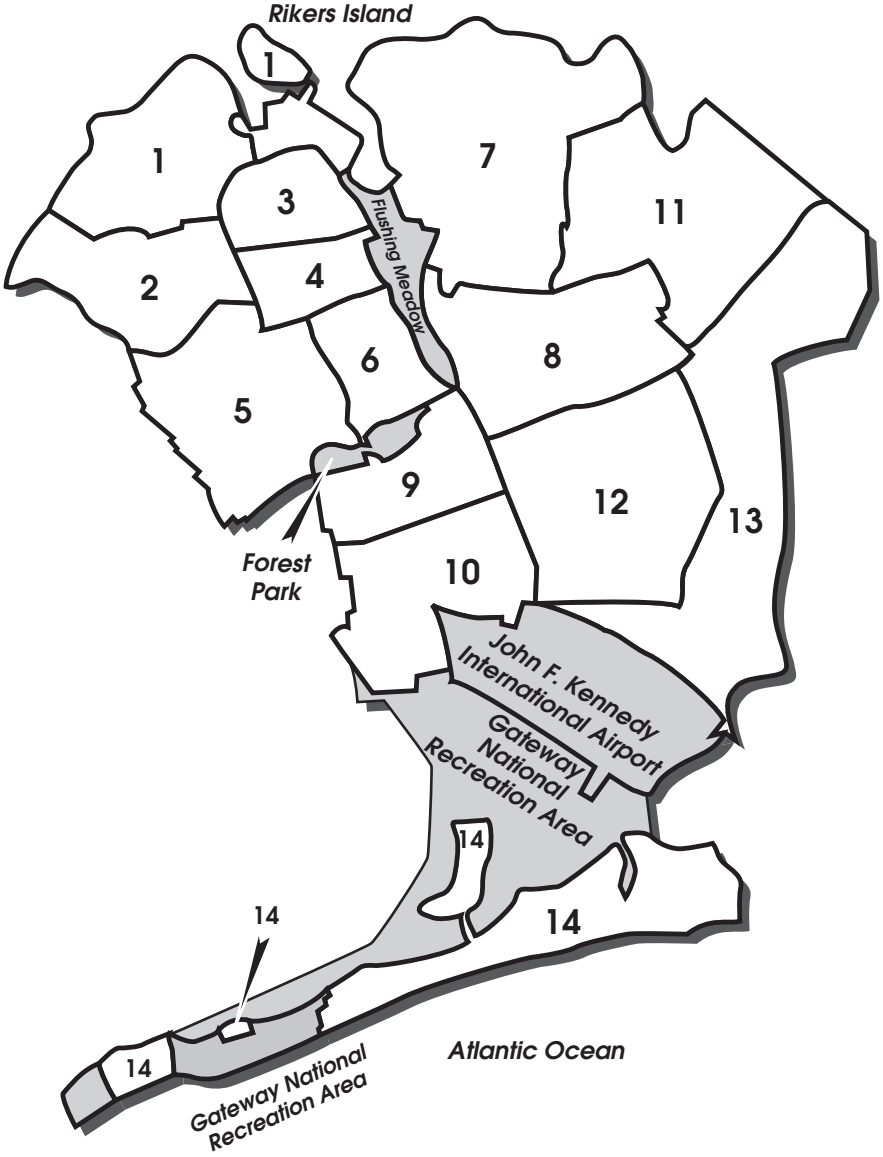 Rikers Island
1
7
1
3
11
Flushing Meadow
2
4
8
6
5
9
12
13
Forest
Park
10
John F. Kennedy
International Airport
Gateway
National
Recreation Area
14
14
14
14
Atlantic Ocean
Gateway National
Recreation Area